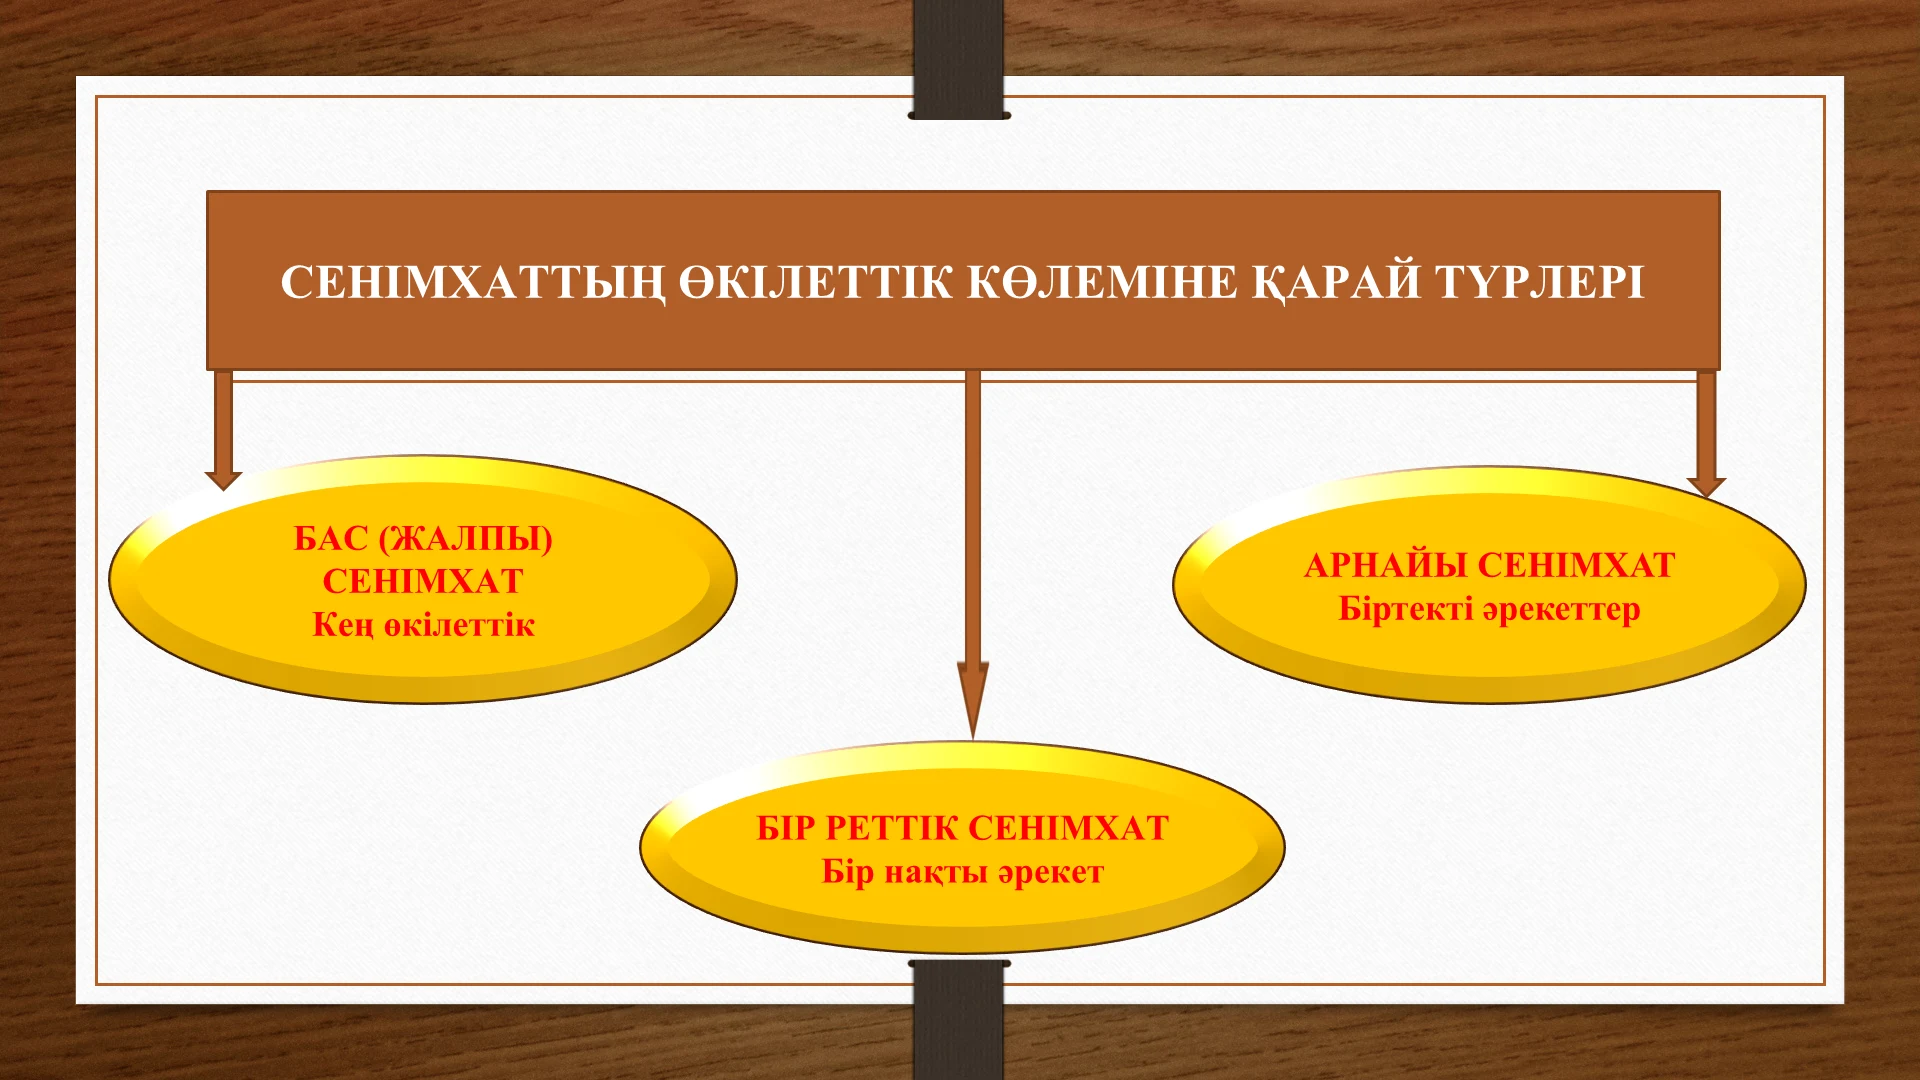 СЕНІМХАТТЫҢ ӨКІЛЕТТІК КӨЛЕМІНЕ ҚАРАЙ ТҮРЛЕРІ
БАС (ЖАЛПЫ)
СЕНІМХАТ
Кең өкілеттік
АРНАЙЫ СЕНІМХАТ
Біртекті әрекеттер
БІР РЕТТІК СЕНІМХАТ
Бір нақты әрекет